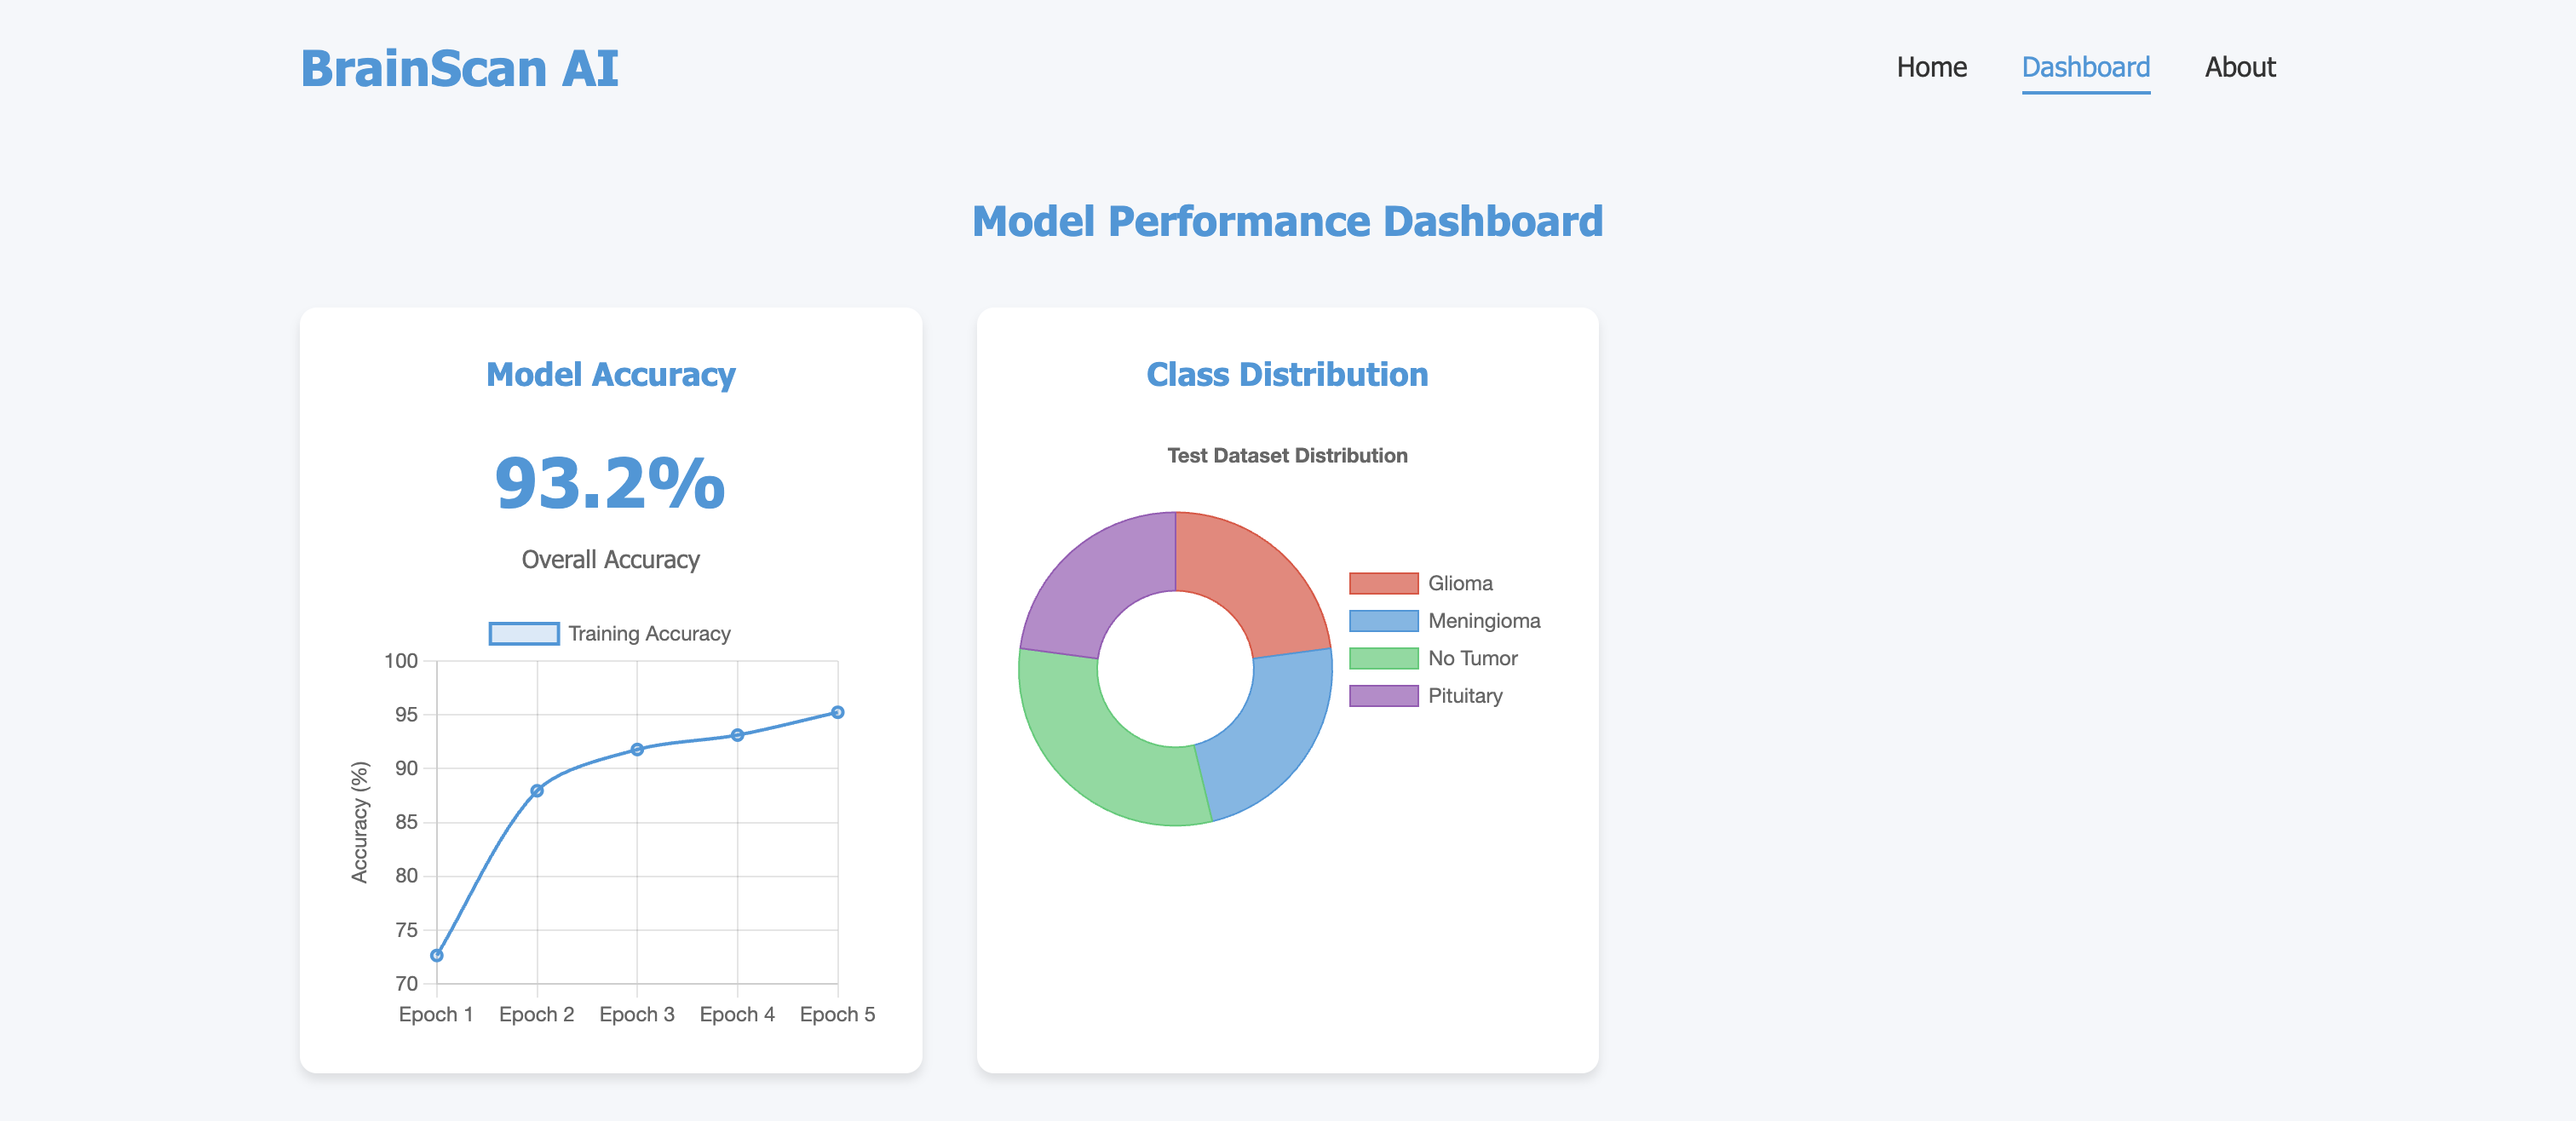 BrainScan AI
Home Dashboard About
Model Performance Dashboard
Model Accuracy
93.2%
Overall Accuracy
Training Accuracy
Accuracy (%)
100
95
90
85
80
75
70
Epoch 1 Epoch 2 Epoch 3 Epoch 4 Epoch 5
Class Distribution
Test Dataset Distribution
Glioma
Meningioma
No Tumor
Pituitary